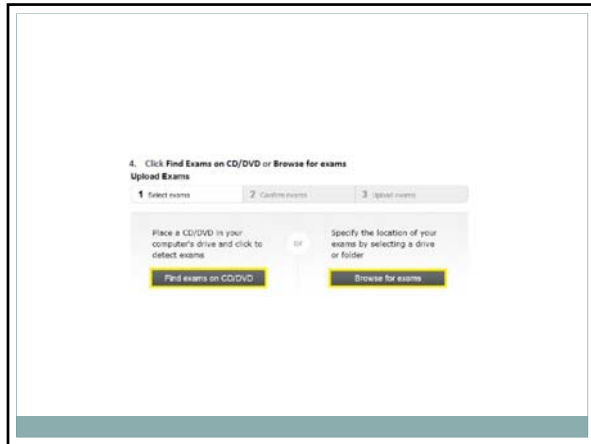 4. Click Find Exams on CD/DVD or Browse for exams
Upload Exams
1 Select exams 2 Confirm exams 3 Upload exams
Place a CD/DVD in your
computer's drive and click to
detect exams
Find exams on CD/DVD
or
Specify the location of your
exams by selecting a drive
or folder
Browse for exams